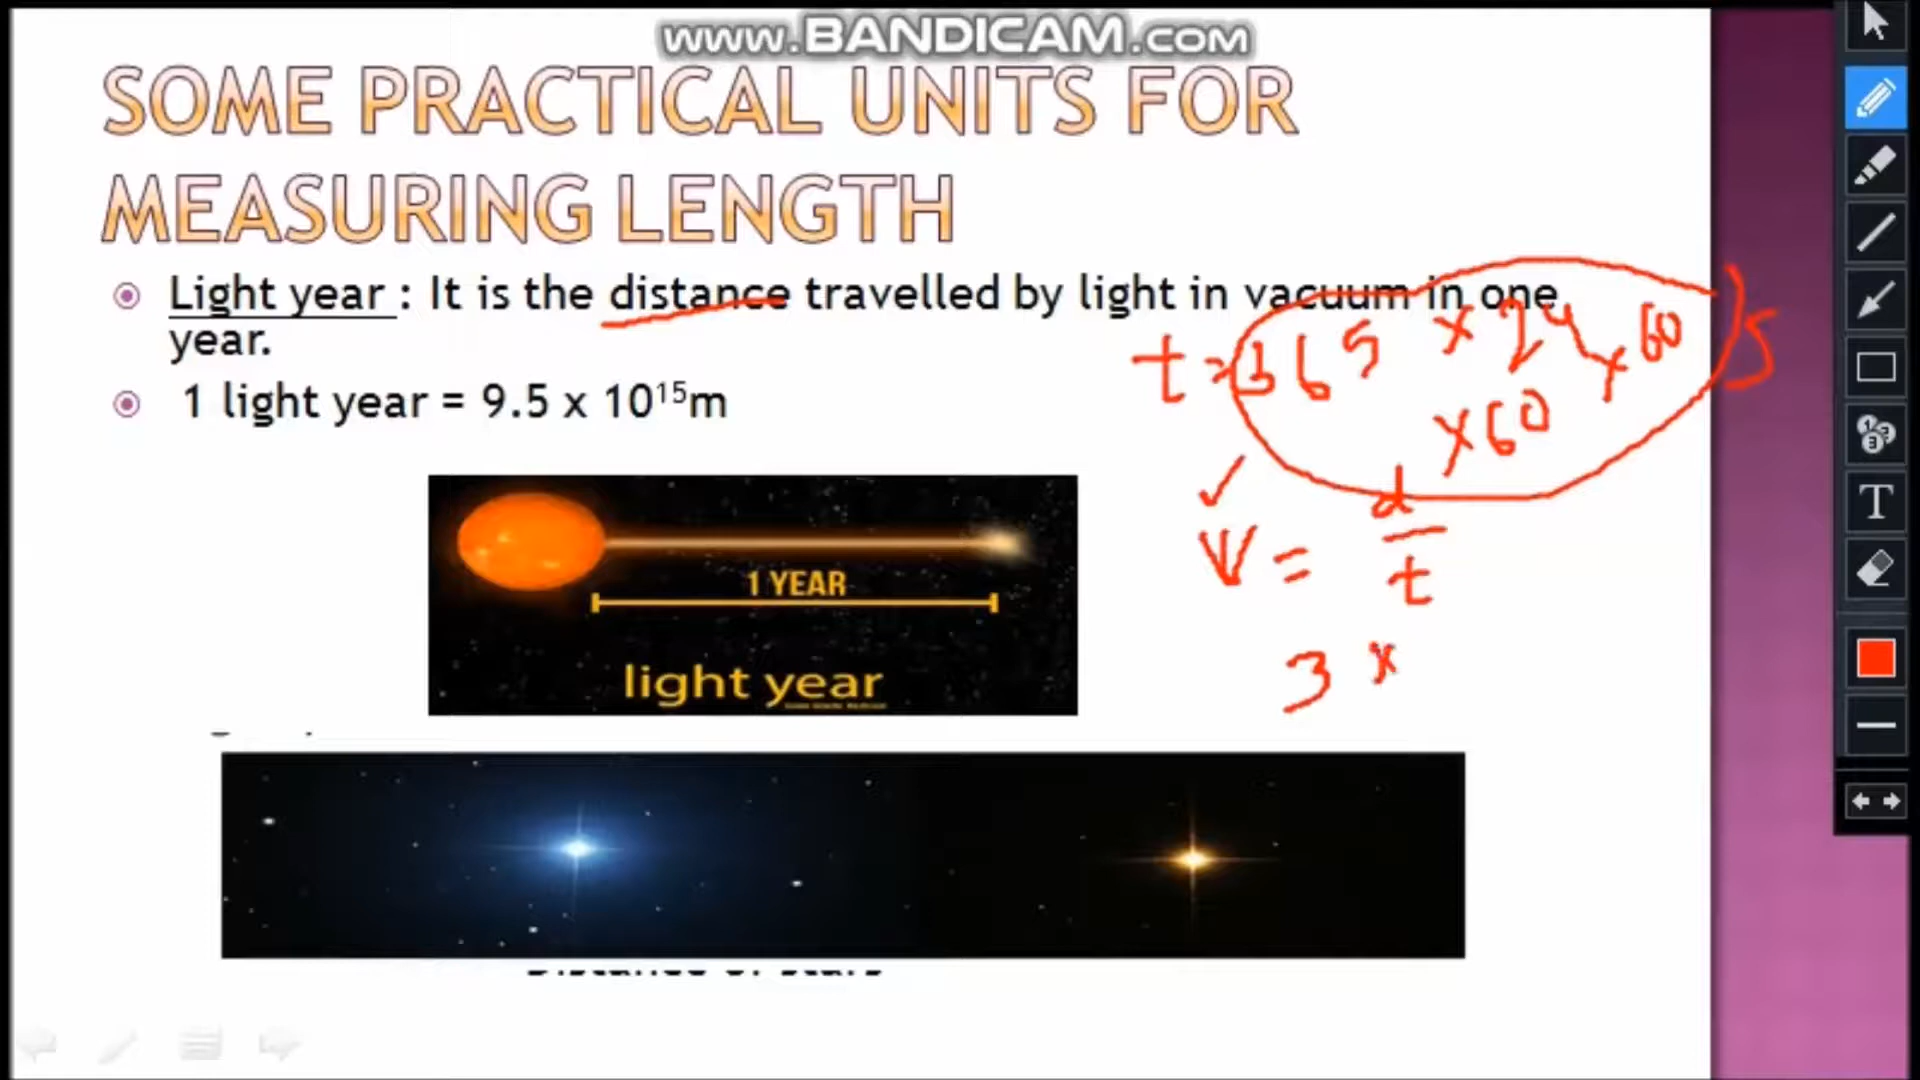 www.BANDICAM.com
SOME PRACTICAL UNITS FOR
MEASURING LENGTH
Light year : It is the distance travelled by light in vacuum in one
year.
1 light year = 9.5 x 10¹⁵m
t = (365 x 24 x 60
x 60) s
V = d/t
3 x
1 YEAR
light year